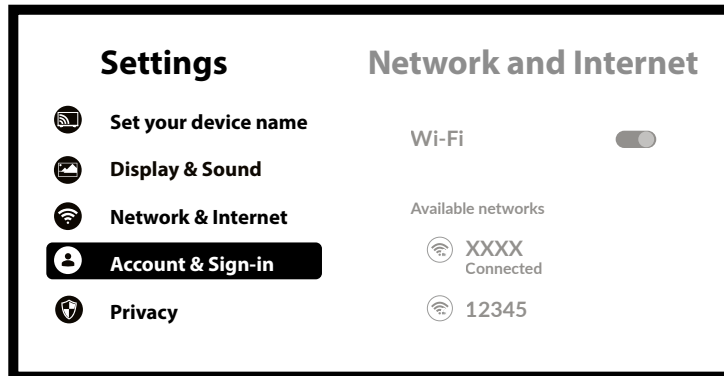 Settings
Set your device name
Display & Sound
Network & Internet
Account & Sign-in
Privacy
Network and Internet
Wi-Fi
Available networks
XXXX
Connected
12345